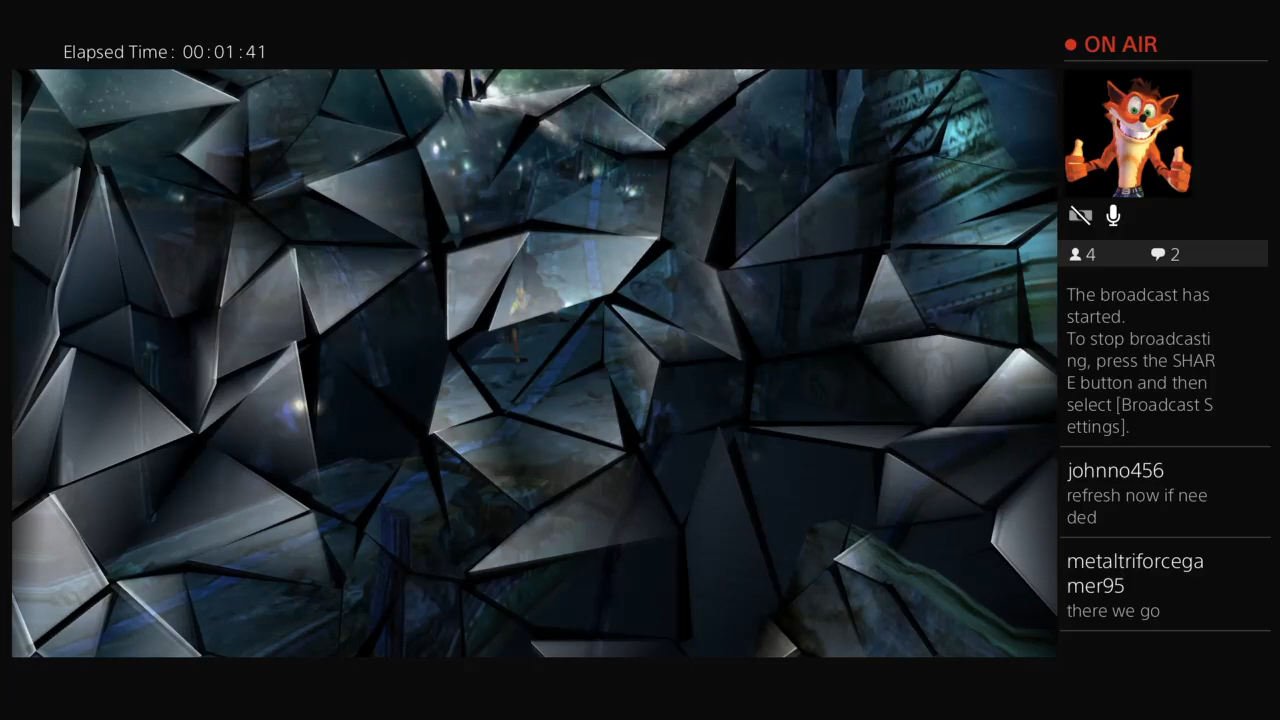 Elapsed Time: 00:01:41
ON AIR
4
2
The broadcast has
started.
To stop broadcasti
ng, press the SHAR
E button and then
select [Broadcast S
ettings].
johnno456
refresh now if nee
ded
metaltriforcega
mer95
there we go